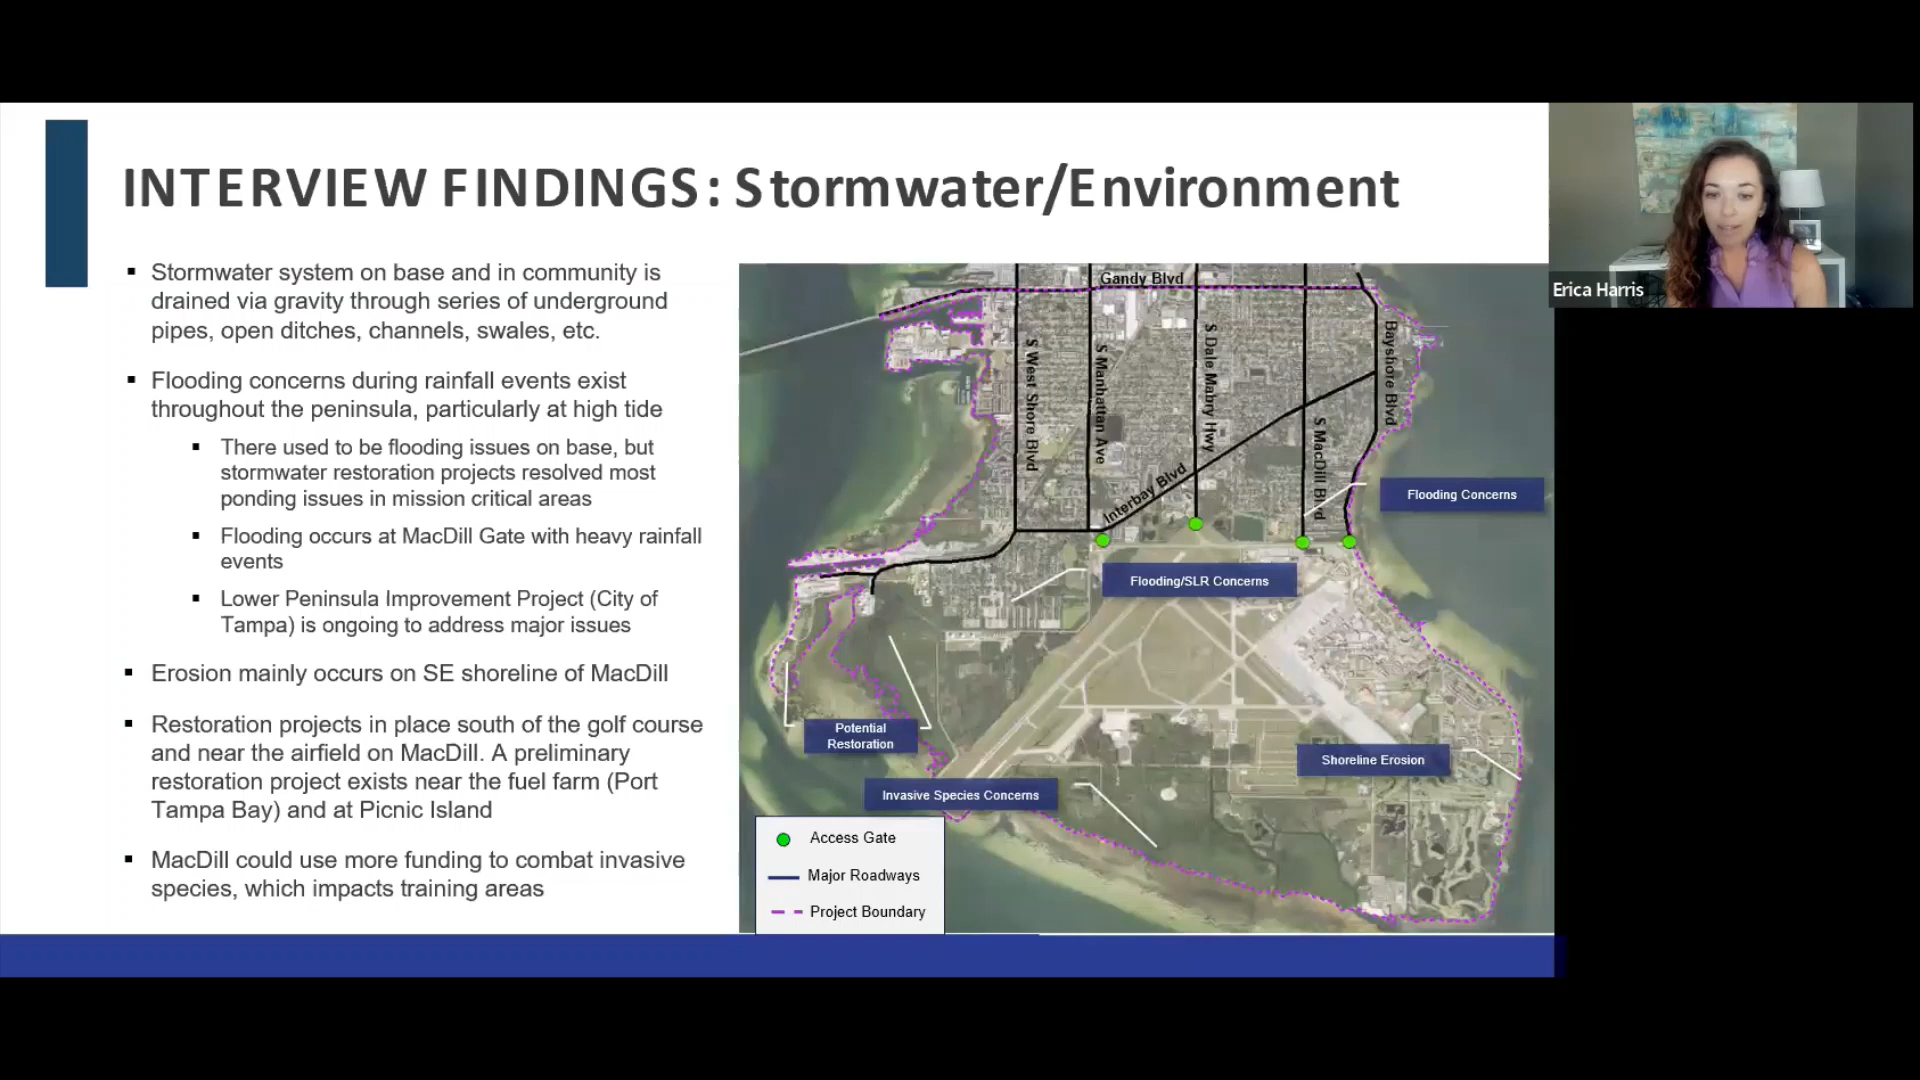 INTERVIEW FINDINGS: Stormwater/Environment
▪ Stormwater system on base and in community is
drained via gravity through series of underground
pipes, open ditches, channels, swales, etc.
▪ Flooding concerns during rainfall events exist
throughout the peninsula, particularly at high tide
▪ There used to be flooding issues on base, but
stormwater restoration projects resolved most
ponding issues in mission critical areas
▪ Flooding occurs at MacDill Gate with heavy rainfall
events
▪ Lower Peninsula Improvement Project (City of
Tampa) is ongoing to address major issues
▪ Erosion mainly occurs on SE shoreline of MacDill
▪ Restoration projects in place south of the golf course
and near the airfield on MacDill. A preliminary
restoration project exists near the fuel farm (Port
Tampa Bay) and at Picnic Island
▪ MacDill could use more funding to combat invasive
species, which impacts training areas
Gandy Blvd
S West Shore Blvd
S Manhattan Ave
S Dale Mabry Hwy
S MacDill Blvd
Bayshore Blvd
Interbay Blvd
Flooding Concerns
Flooding/SLR Concerns
Potential
Restoration
Shoreline Erosion
Invasive Species Concerns
Access Gate
Major Roadways
Project Boundary
Erica Harris